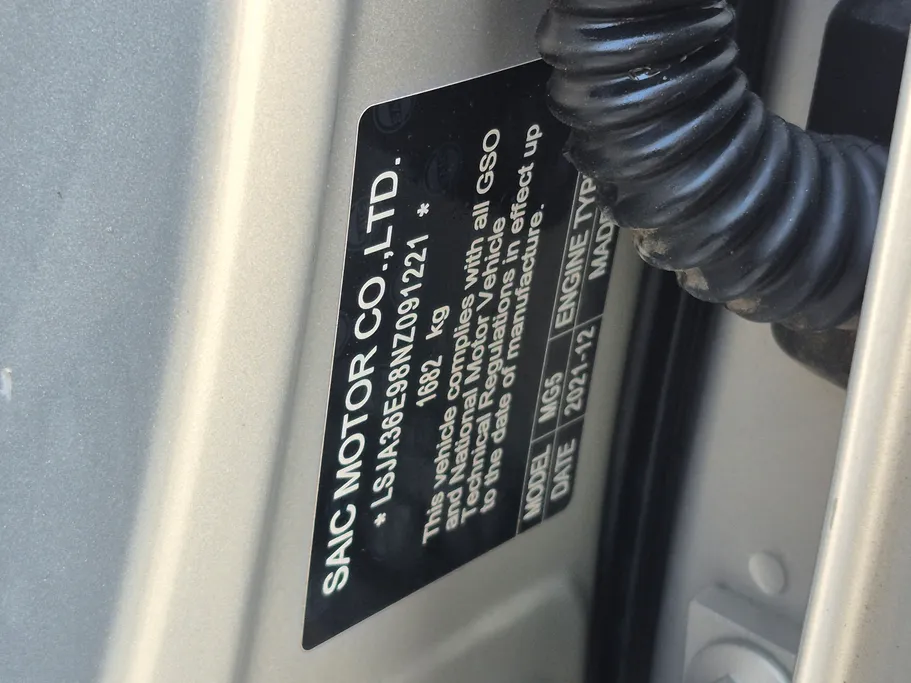 SAIC MOTOR CO.,LTD.
* LSJA36E98NZ091221 *
1682 kg
This vehicle complies with all GSO
and National Motor Vehicle
Technical Regulations in effect up
to the date of manufacture.
MODEL MG5 ENGINE
DATE 2021-12